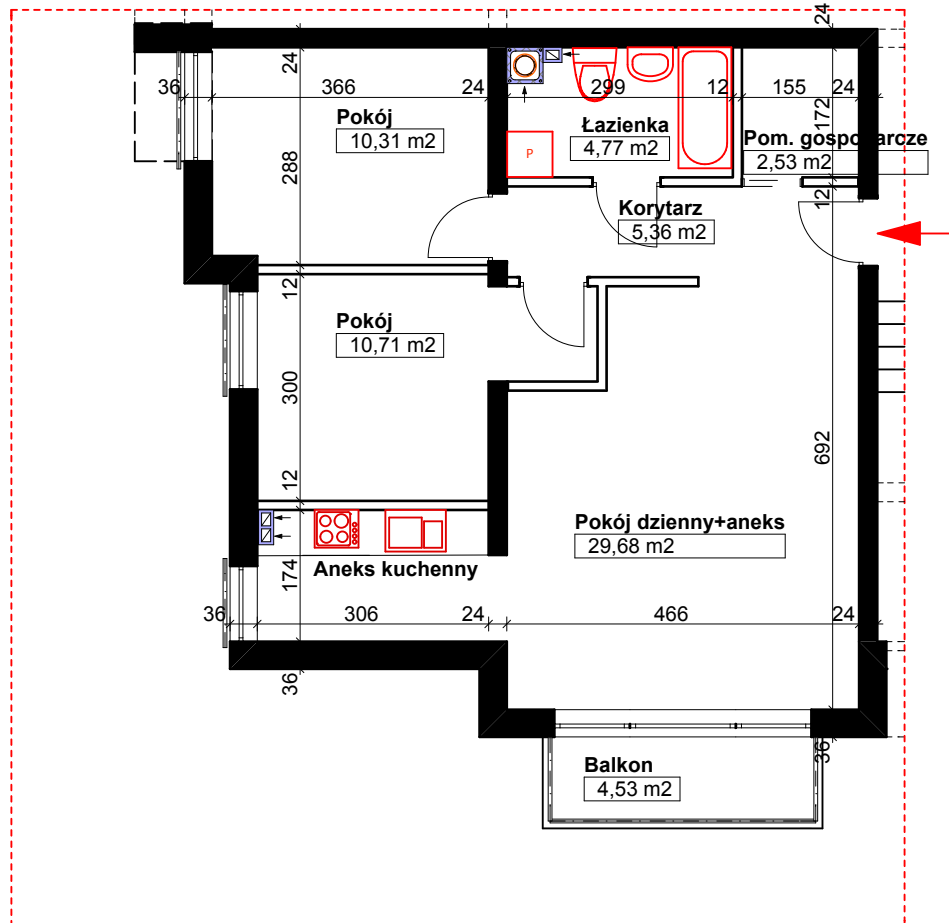 24
36
366
24
24
299
12
155
24
172
Pokój
10,31 m2
Łazienka
4,77 m2
Pom. gospodarcze
2,53 m2
P
288
12
Korytarz
5,36 m2
12
Pokój
10,71 m2
300
692
12
Pokój dzienny+aneks
29,68 m2
Aneks kuchenny
174
36
306
24
466
24
36
36
Balkon
4,53 m2